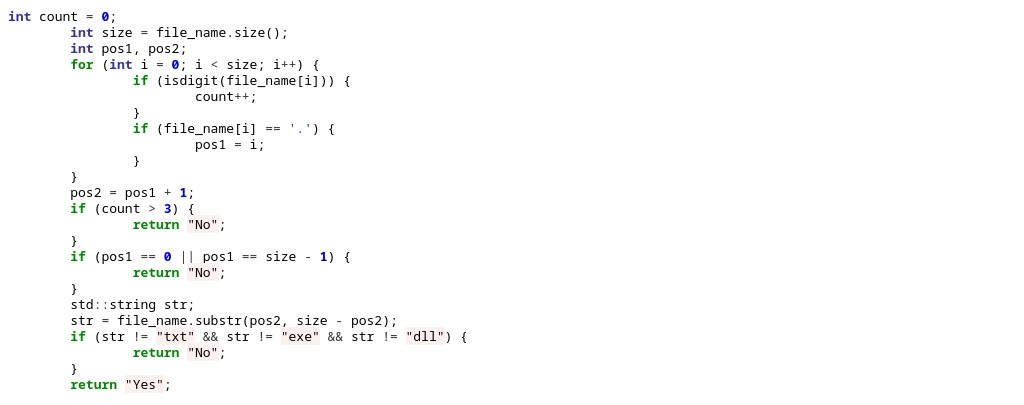 int count = 0;
int size = file_name.size();
int pos1, pos2;
for (int i = 0; i < size; i++) {
if (isdigit(file_name[i])) {
count++;
}
if (file_name[i] == '.') {
pos1 = i;
}
}
pos2 = pos1 + 1;
if (count > 3) {
return "No";
}
if (pos1 == 0 || pos1 == size - 1) {
return "No";
}
std::string str;
str = file_name.substr(pos2, size - pos2);
if (str != "txt" && str != "exe" && str != "dll") {
return "No";
}
return "Yes";